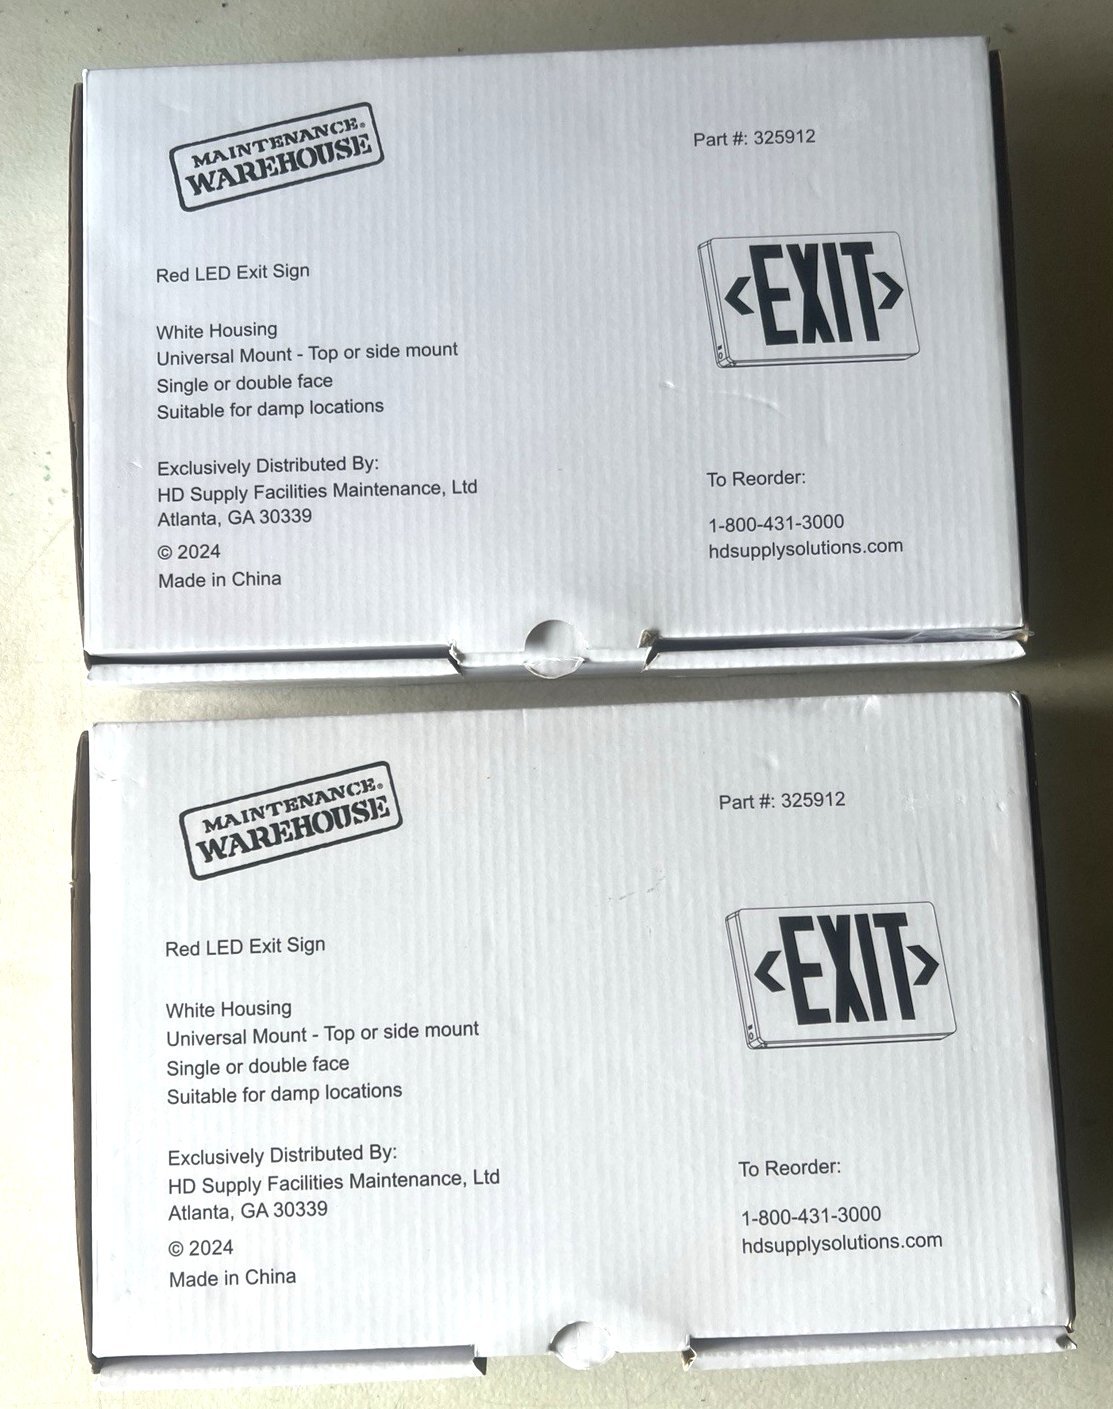 MAINTENANCE®
WAREHOUSE
Part #: 325912
Red LED Exit Sign
White Housing
Universal Mount - Top or side mount
Single or double face
Suitable for damp locations
EXIT
Exclusively Distributed By:
HD Supply Facilities Maintenance, Ltd
Atlanta, GA 30339
© 2024
Made in China
To Reorder:
1-800-431-3000
hdsupplysolutions.com
MAINTENANCE®
WAREHOUSE
Part #: 325912
Red LED Exit Sign
White Housing
Universal Mount - Top or side mount
Single or double face
Suitable for damp locations
EXIT
Exclusively Distributed By:
HD Supply Facilities Maintenance, Ltd
Atlanta, GA 30339
© 2024
Made in China
To Reorder:
1-800-431-3000
hdsupplysolutions.com